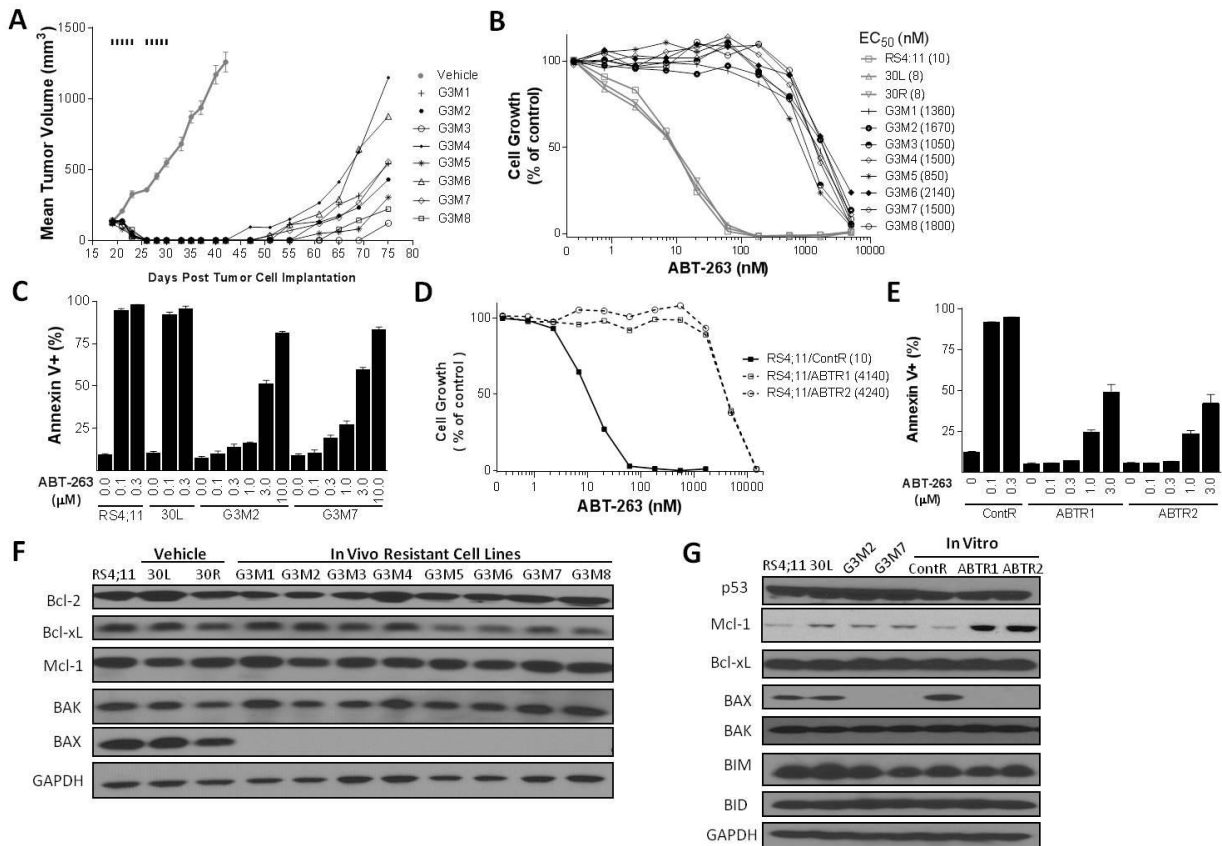 A
Mean Tumor Volume (mm³)
1500
1000
500
0
15 20 25 30 35 40 45 50 55 60 65 70 75 80
Days Post Tumor Cell Implantation
Vehicle
G3M1
G3M2
G3M3
G3M4
G3M5
G3M6
G3M7
G3M8
B
Cell Growth
(% of control)
100
50
0
0 1 10 100 1000 10000
ABT-263 (nM)
EC50 (nM)
RS4:11 (10)
30L (8)
30R (8)
G3M1 (1360)
G3M2 (1670)
G3M3 (1050)
G3M4 (1500)
G3M5 (850)
G3M6 (2140)
G3M7 (1500)
G3M8 (1800)
C
Annexin V+ (%)
100
75
50
25
ABT-263
(µM)
0.0 0.1 0.3 0.0 0.1 0.3 0.0 0.1 0.3 1.0 3.0 10.0 0.0 0.1 0.3 1.0 3.0 10.0
RS4;11 30L G3M2 G3M7
D
Cell Growth
( % of control)
100
50
0
0 1 10 100 1000 10000
ABT-263 (nM)
RS4;11/ContR (10)
RS4;11/ABTR1 (4140)
RS4;11/ABTR2 (4240)
E
Annexin V+ (%)
100
75
50
25
ABT-263
(µM)
0 0.1 0.3 0 0.1 0.3 1.0 3.0 0 0.1 0.3 1.0 3.0
ContR ABTR1 ABTR2
F
Vehicle In Vivo Resistant Cell Lines
RS4;11 30L 30R G3M1 G3M2 G3M3 G3M4 G3M5 G3M6 G3M7 G3M8
Bcl-2
Bcl-xL
Mcl-1
BAK
BAX
GAPDH
G
In Vitro
RS4;11 30L G3M2 G3M7 ContR ABTR1 ABTR2
p53
Mcl-1
Bcl-xL
BAX
BAK
BIM
BID
GAPDH